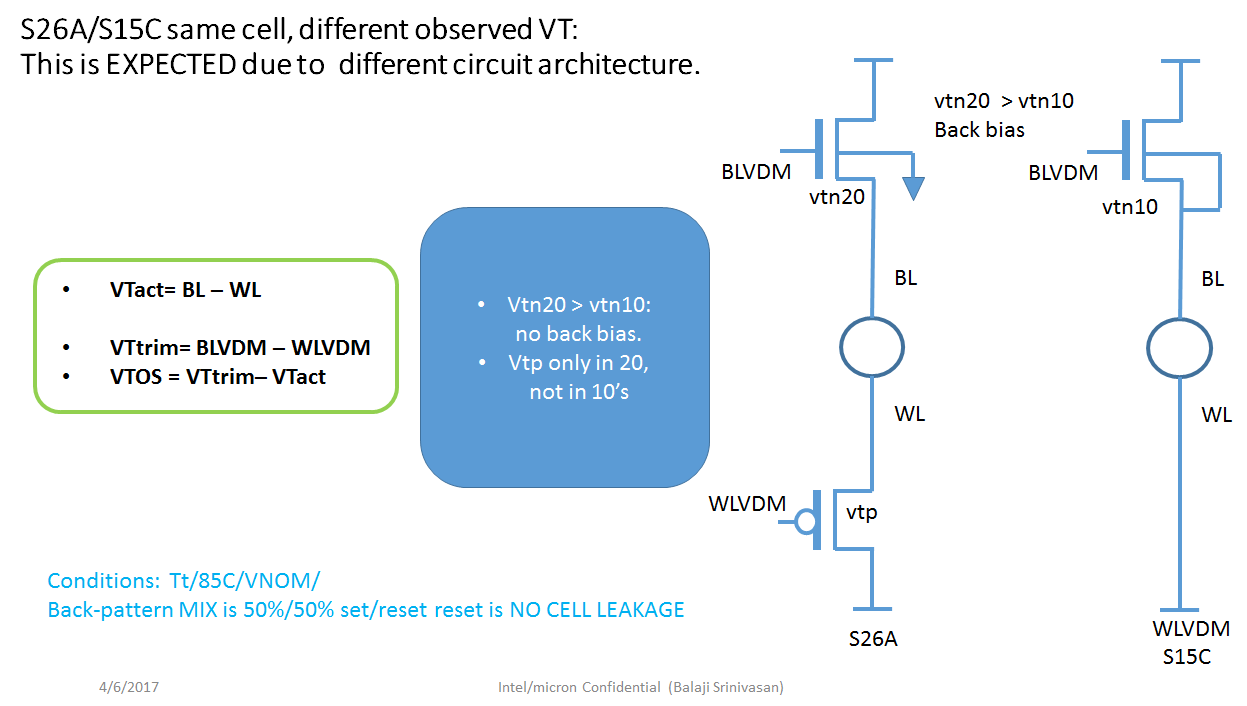 S26A/S15C same cell, different observed VT:
This is EXPECTED due to  different circuit architecture.
• VTact= BL – WL
• VTtrim= BLVDM – WLVDM
• VTOS = VTtrim– VTact
• Vtn20 > vtn10:
no back bias.
• Vtp only in 20,
not in 10’s
vtn20  > vtn10
Back bias
BLVDM
vtn20
BL
WL
WLVDM
vtp
S26A
BLVDM
vtn10
BL
WL
WLVDM
S15C
Conditions:  Tt/85C/VNOM/
Back-pattern MIX is 50%/50% set/reset reset is NO CELL LEAKAGE
4/6/2017
Intel/micron Confidential  (Balaji Srinivasan)